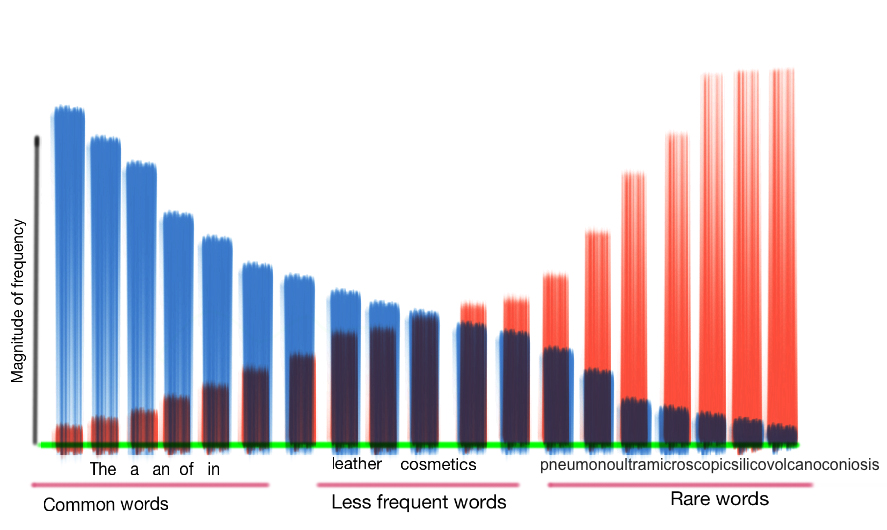 Magnitude of frequency
The a an of in
leather cosmetics
pneumonoultramicroscopicsilicovolcanoconiosis
Common words
Less frequent words
Rare words